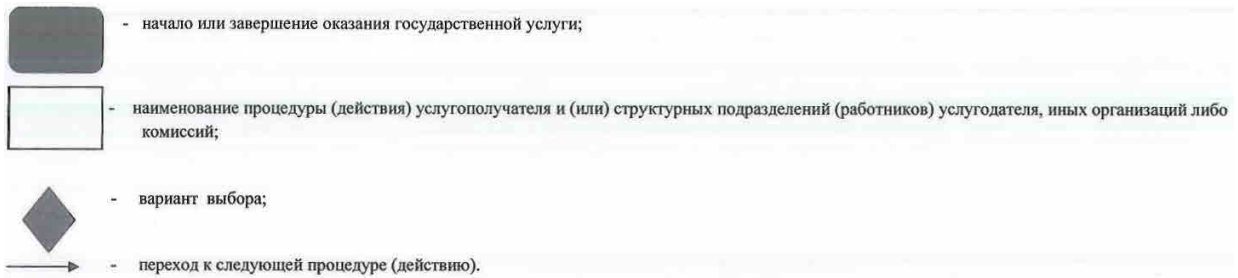 - начало или завершение оказания государственной услуги;
- наименование процедуры (действия) услугополучателя и (или) структурных подразделений (работников) услугодателя, иных организаций либо
комиссий;
- вариант выбора;
- переход к следующей процедуре (действию).